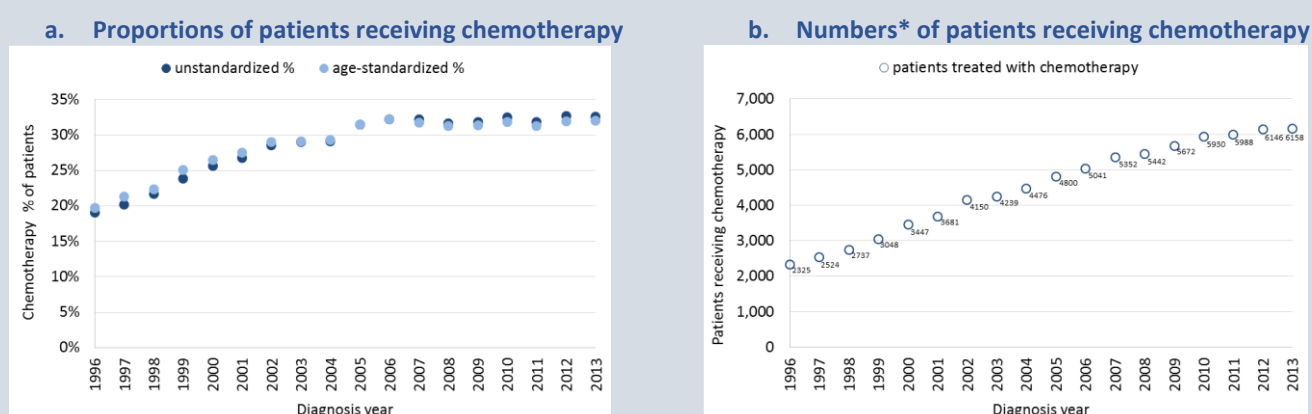 a. Proportions of patients receiving chemotherapy
unstandardized % age-standardized %
Chemotherapy % of patients
35%
30%
25%
20%
15%
10%
5%
0%
1996 1997 1998 1999 2000 2001 2002 2003 2004 2005 2006 2007 2008 2009 2010 2011 2012 2013
Diagnosis year
b. Numbers* of patients receiving chemotherapy
patients treated with chemotherapy
Patients receiving chemotherapy
7,000
6,000
5,000
4,000
3,000
2,000
1,000
0
2325 2524 2737 3048 3447 3681 4150 4239 4476 4800 5041 5352 5442 5672 5930 5988 6146 6158
1996 1997 1998 1999 2000 2001 2002 2003 2004 2005 2006 2007 2008 2009 2010 2011 2012 2013
Diagnosis year